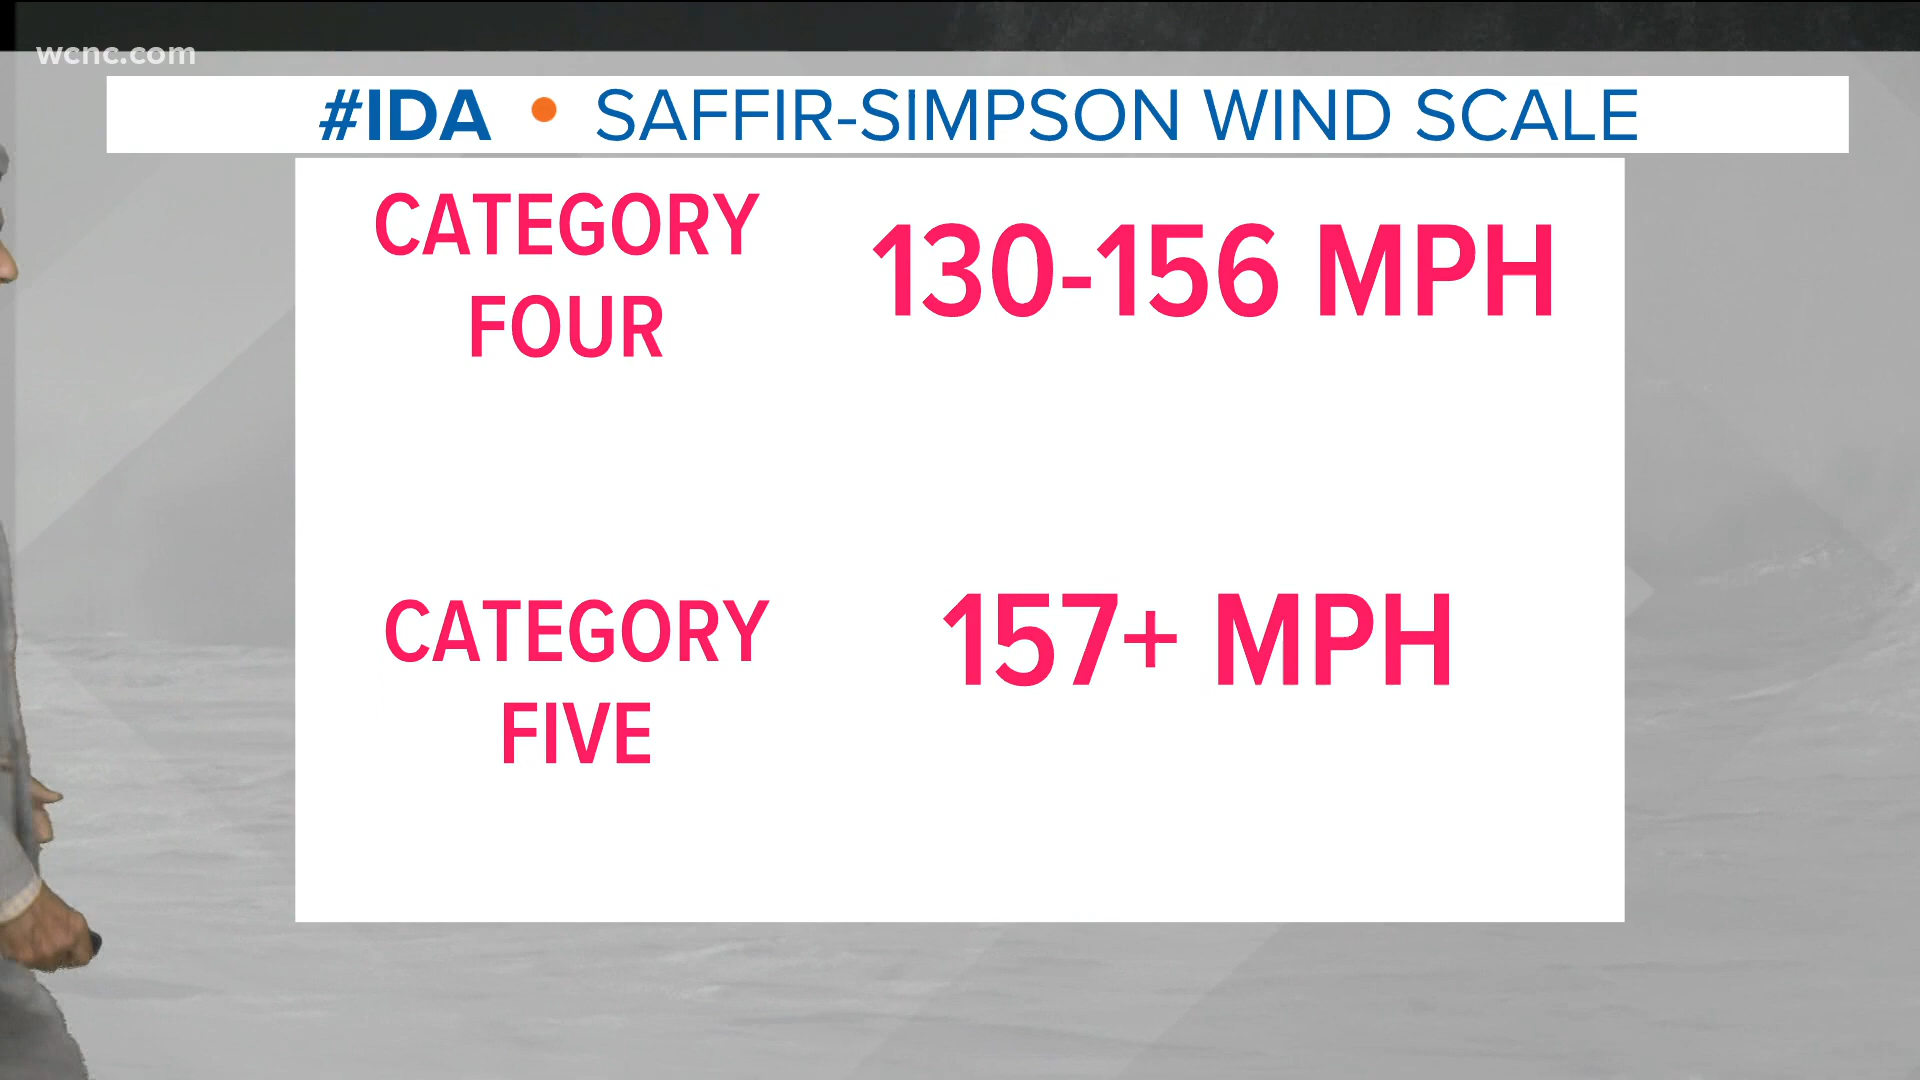 wcnc.com
#IDA • SAFFIR-SIMPSON WIND SCALE
CATEGORY
FOUR
130-156 MPH
CATEGORY
FIVE
157+ MPH